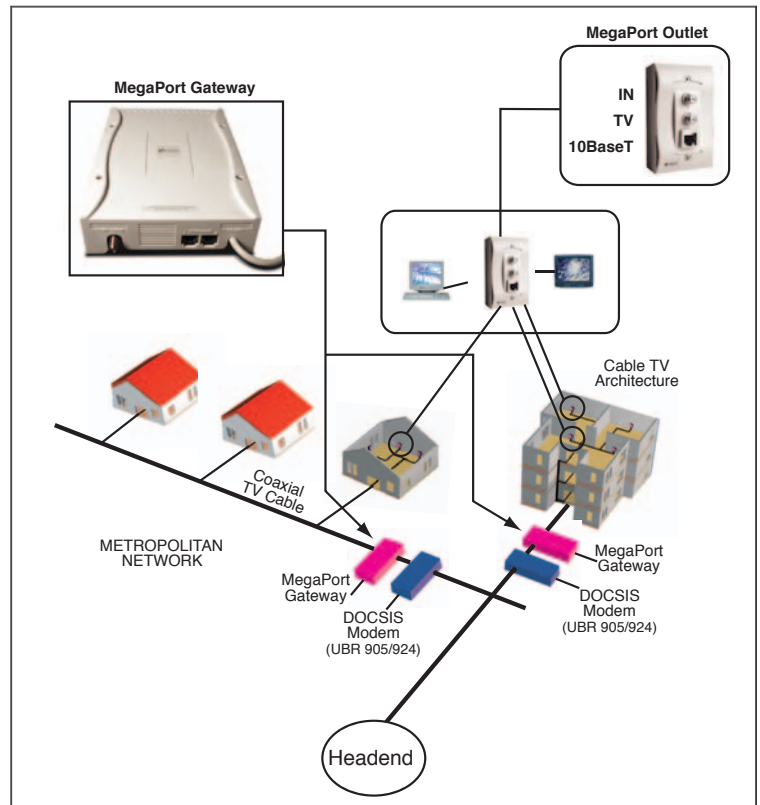 MegaPort Outlet
IN
TV
10BaseT
MegaPort Gateway
Cable TV
Architecture
Coaxial
TV Cable
METROPOLITAN
NETWORK
MegaPort
Gateway
DOCSIS
Modem
(UBR 905/924)
MegaPort
Gateway
DOCSIS
Modem
(UBR 905/924)
Headend